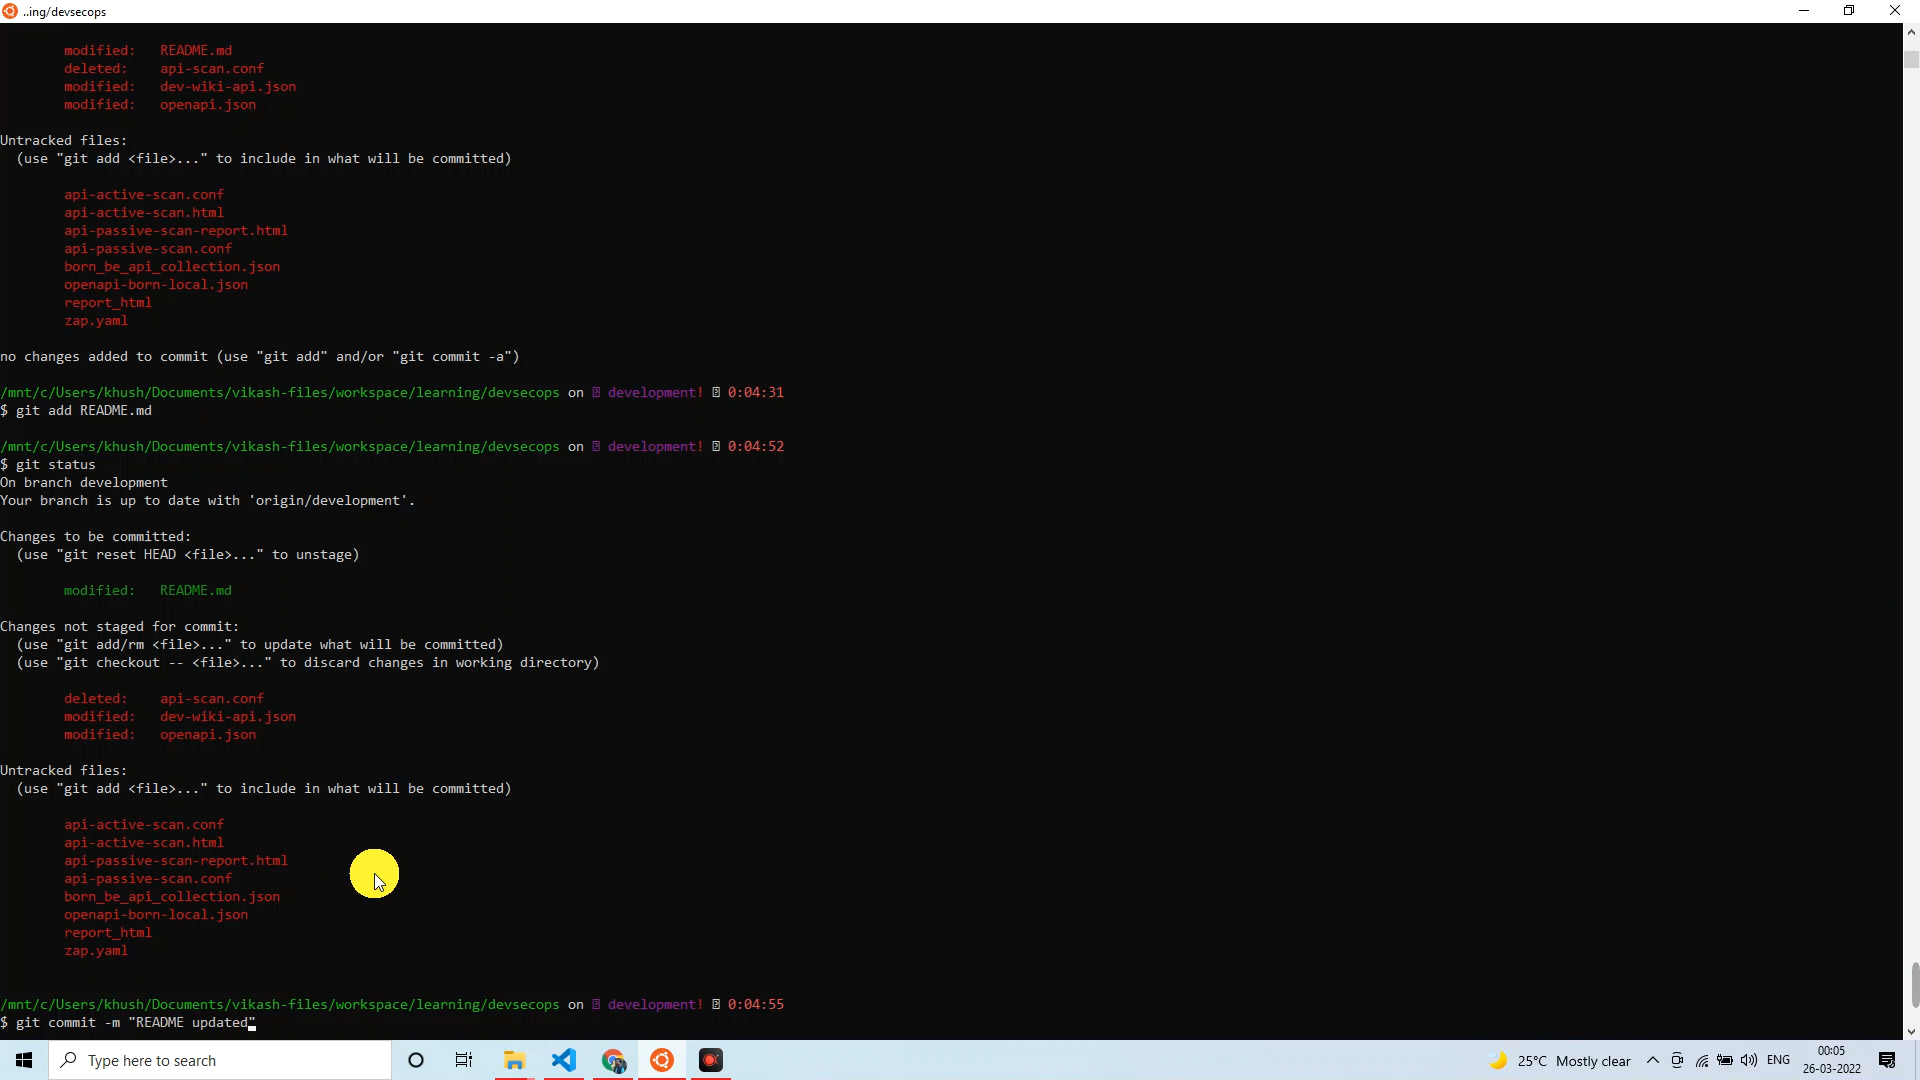 ..ing/devsecops
modified: README.md
deleted: api-scan.conf
modified: dev-wiki-api.json
modified: openapi.json
Untracked files:
(use "git add <file>..." to include in what will be committed)
api-active-scan.conf
api-active-scan.html
api-passive-scan-report.html
api-passive-scan.conf
born_be_api_collection.json
openapi-born-local.json
report_html
zap.yaml
no changes added to commit (use "git add" and/or "git commit -a")
/mnt/c/Users/khush/Documents/vikash-files/workspace/learning/devsecops on development! 0:04:31
$ git add README.md
/mnt/c/Users/khush/Documents/vikash-files/workspace/learning/devsecops on development! 0:04:52
$ git status
On branch development
Your branch is up to date with 'origin/development'.
Changes to be committed:
(use "git reset HEAD <file>..." to unstage)
modified: README.md
Changes not staged for commit:
(use "git add/rm <file>..." to update what will be committed)
(use "git checkout -- <file>..." to discard changes in working directory)
deleted: api-scan.conf
modified: dev-wiki-api.json
modified: openapi.json
Untracked files:
(use "git add <file>..." to include in what will be committed)
api-active-scan.conf
api-active-scan.html
api-passive-scan-report.html
api-passive-scan.conf
born_be_api_collection.json
openapi-born-local.json
report_html
zap.yaml
/mnt/c/Users/khush/Documents/vikash-files/workspace/learning/devsecops on development! 0:04:55
$ git commit -m "README updated"
Type here to search
25°C Mostly clear
ENG
00:05
26-03-2022